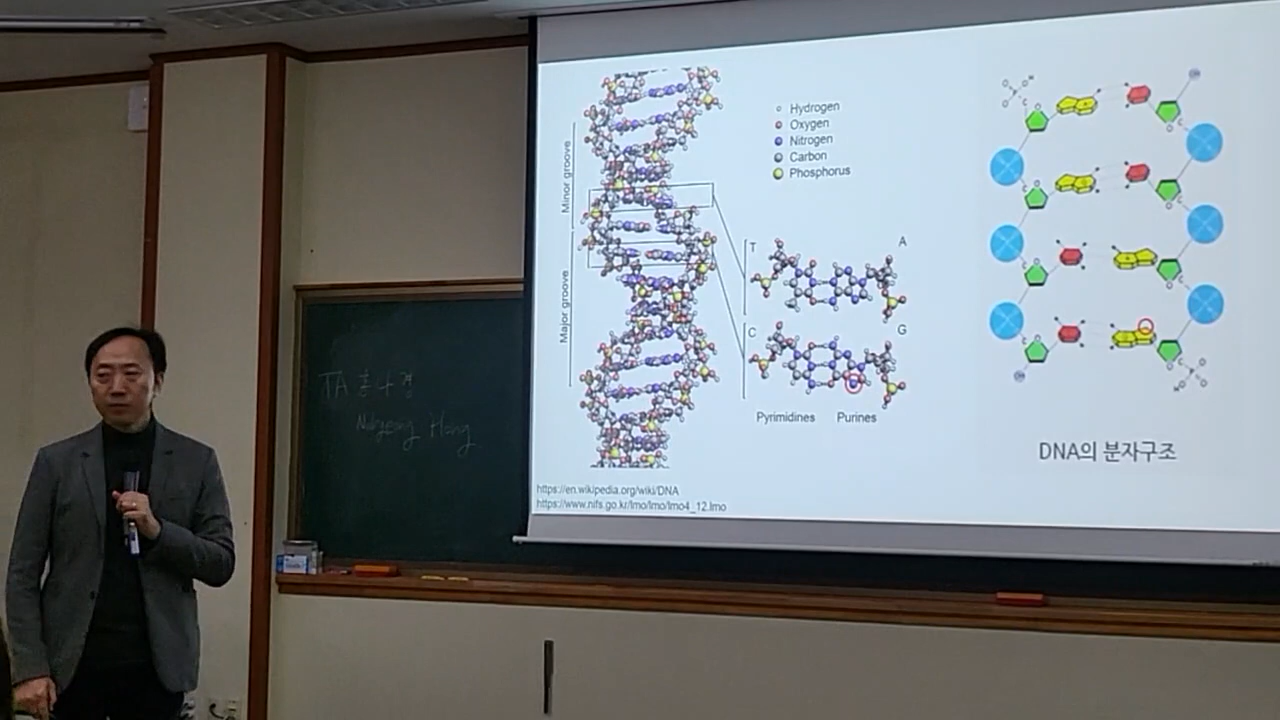 TA 홍나경
Nakyeong Hong
Minor groove
Major groove
Hydrogen
Oxygen
Nitrogen
Carbon
Phosphorus
T
A
C
G
Pyrimidines Purines
https://en.wikipedia.org/wiki/DNA
https://www.nifs.go.kr/lmo/lmo/lmo4_12.lmo
DNA의 분자구조